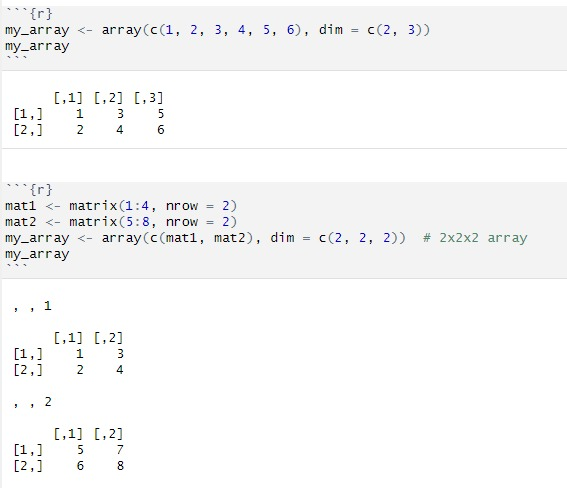 ```{r}
my_array <- array(c(1, 2, 3, 4, 5, 6), dim = c(2, 3))
my_array
```
     [,1] [,2] [,3]
[1,]    1    3    5
[2,]    2    4    6
```{r}
mat1 <- matrix(1:4, nrow = 2)
mat2 <- matrix(5:8, nrow = 2)
my_array <- array(c(mat1, mat2), dim = c(2, 2, 2))  # 2x2x2 array
my_array
```
, , 1
     [,1] [,2]
[1,]    1    3
[2,]    2    4
, , 2
     [,1] [,2]
[1,]    5    7
[2,]    6    8